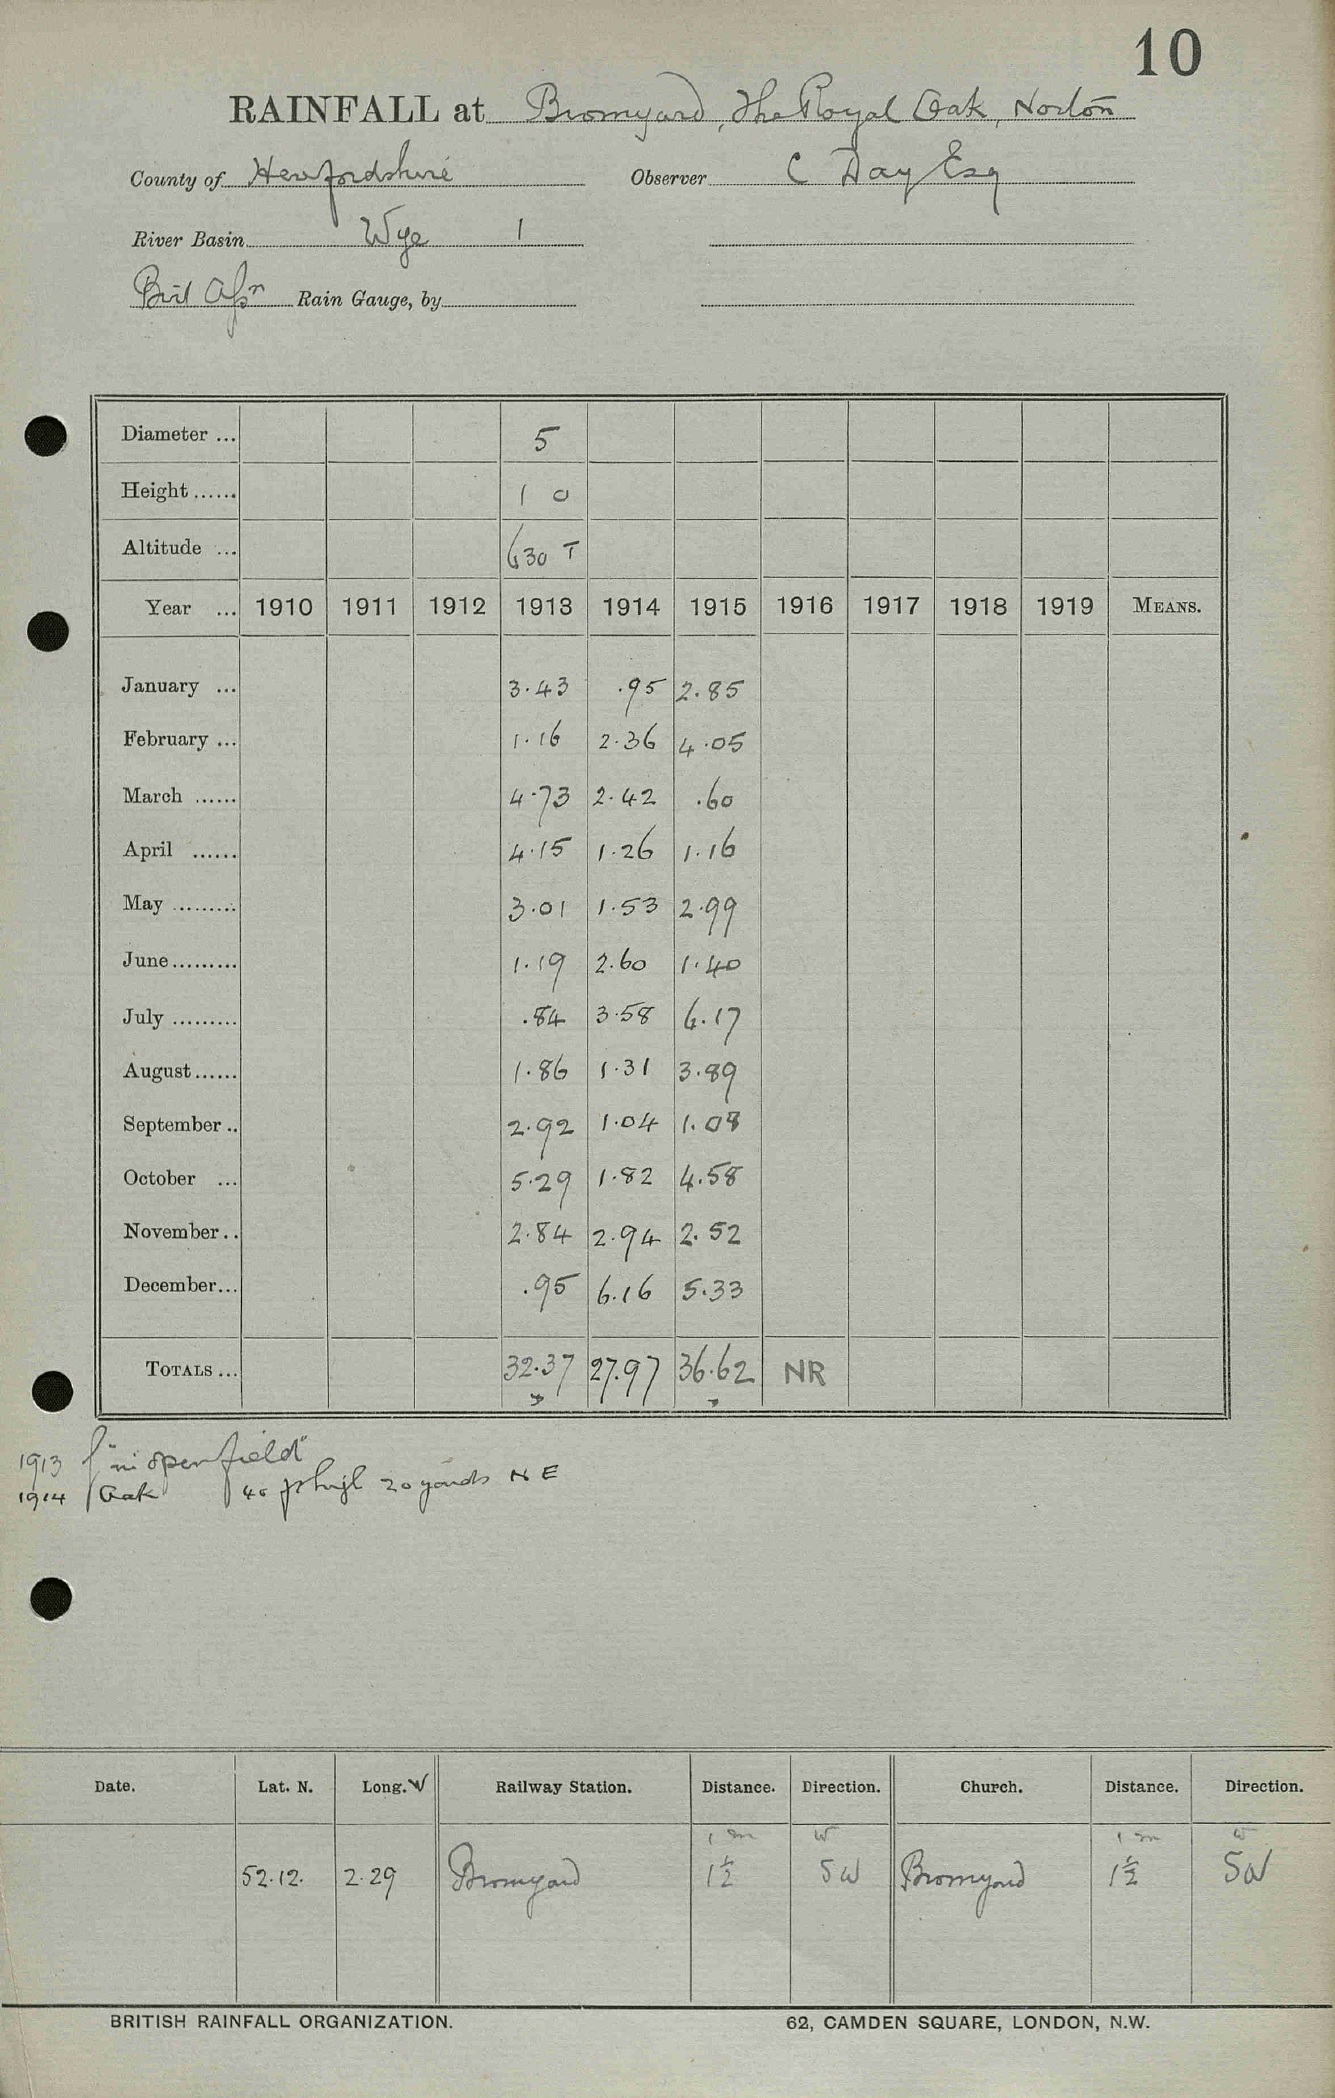 10
RAINFALL at Bromyard, The Royal Oak, Norton
County of Herefordshire Observer C Day Esq
River Basin Wye 1
Brit Assn Rain Gauge, by
Diameter ... 5
Height ...... 1 0
Altitude ... 630 T
Year ... 1910 1911 1912 1913 1914 1915 1916 1917 1918 1919 MEANS.
January ... 3.43 .95 2.85
February ... 1.16 2.36 4.05
March ...... 4.73 2.42 .60
April ...... 4.15 1.26 1.16
May ......... 3.01 1.53 2.99
June ......... 1.19 2.60 1.40
July ......... .84 3.58 6.17
August ...... 1.86 1.31 3.89
September .. 2.92 1.04 1.08
October ... 5.29 1.82 4.58
November .. 2.84 2.94 2.52
December ... .95 6.16 5.33
TOTALS ... 32.37 27.97 36.62 NR
1913 "in open field"
1914 Oak 40 ft high 20 yards N E
Date. Lat. N. Long. W Railway Station. Distance. Direction. Church. Distance. Direction.
1 m W 1 m W
52.12. 2.29 Bromyard 1½ SW Bromyard 1½ SW
BRITISH RAINFALL ORGANIZATION. 62, CAMDEN SQUARE, LONDON, N.W.